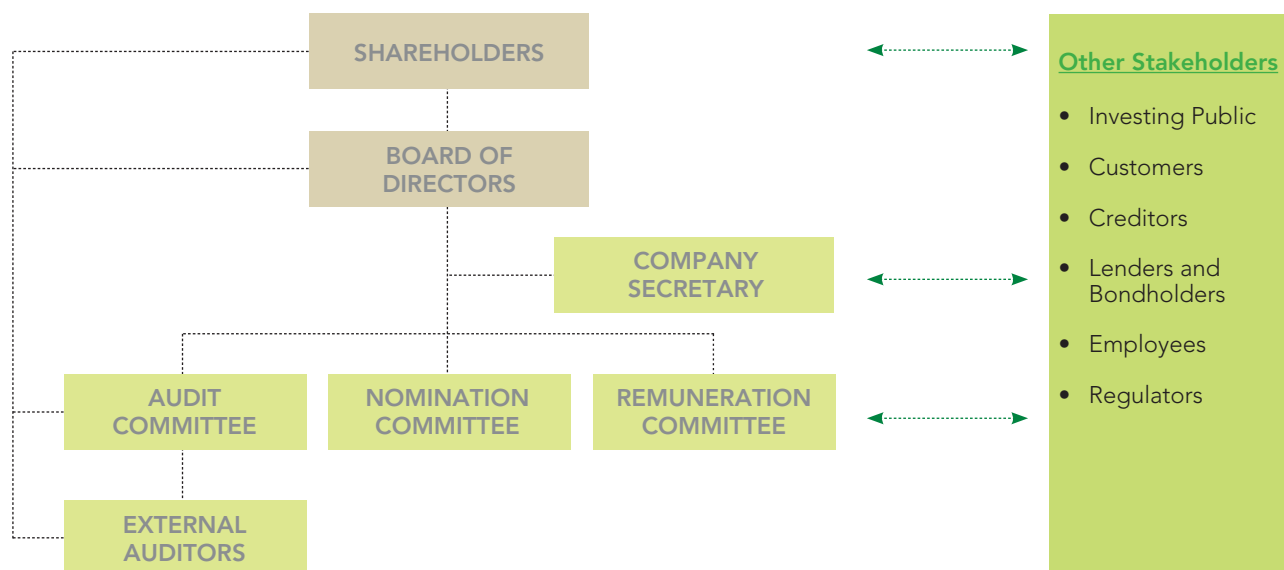 SHAREHOLDERS
BOARD OF
DIRECTORS
COMPANY
SECRETARY
AUDIT
COMMITTEE
NOMINATION
COMMITTEE
REMUNERATION
COMMITTEE
EXTERNAL
AUDITORS
Other Stakeholders
• Investing Public
• Customers
• Creditors
• Lenders and
Bondholders
• Employees
• Regulators